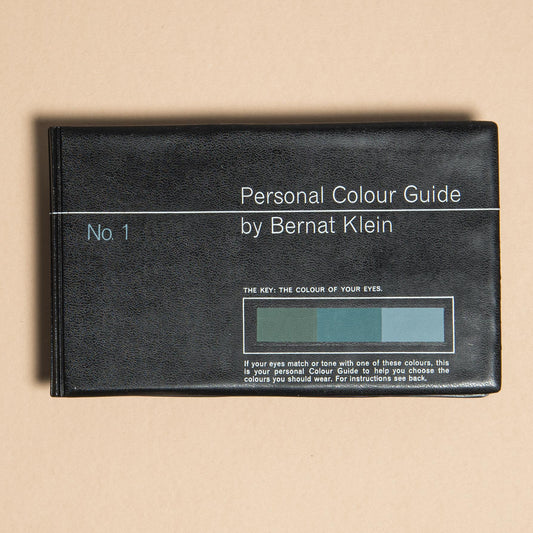 Personal Colour Guide
by Bernat Klein
No. 1
THE KEY: THE COLOUR OF YOUR EYES.
If your eyes match or tone with one of these colours, this
is your personal Colour Guide to help you choose the
colours you should wear. For instructions see back.